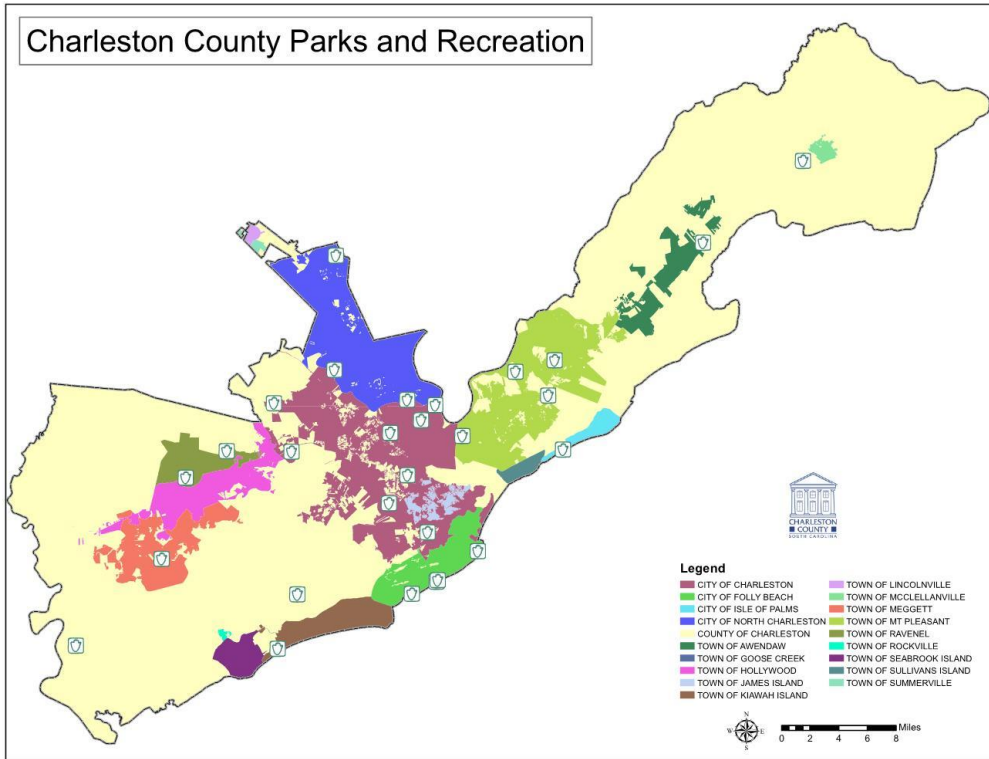 Charleston County Parks and Recreation
CHARLESTON
COUNTY
SOUTH CAROLINA
Legend
CITY OF CHARLESTON
CITY OF FOLLY BEACH
CITY OF ISLE OF PALMS
CITY OF NORTH CHARLESTON
COUNTY OF CHARLESTON
TOWN OF AWENDAW
TOWN OF GOOSE CREEK
TOWN OF HOLLYWOOD
TOWN OF JAMES ISLAND
TOWN OF KIAWAH ISLAND
TOWN OF LINCOLNVILLE
TOWN OF MCCLELLANVILLE
TOWN OF MEGGETT
TOWN OF MT PLEASANT
TOWN OF RAVENEL
TOWN OF ROCKVILLE
TOWN OF SEABROOK ISLAND
TOWN OF SULLIVANS ISLAND
TOWN OF SUMMERVILLE
N
W E
S
Miles
0 2 4 6 8